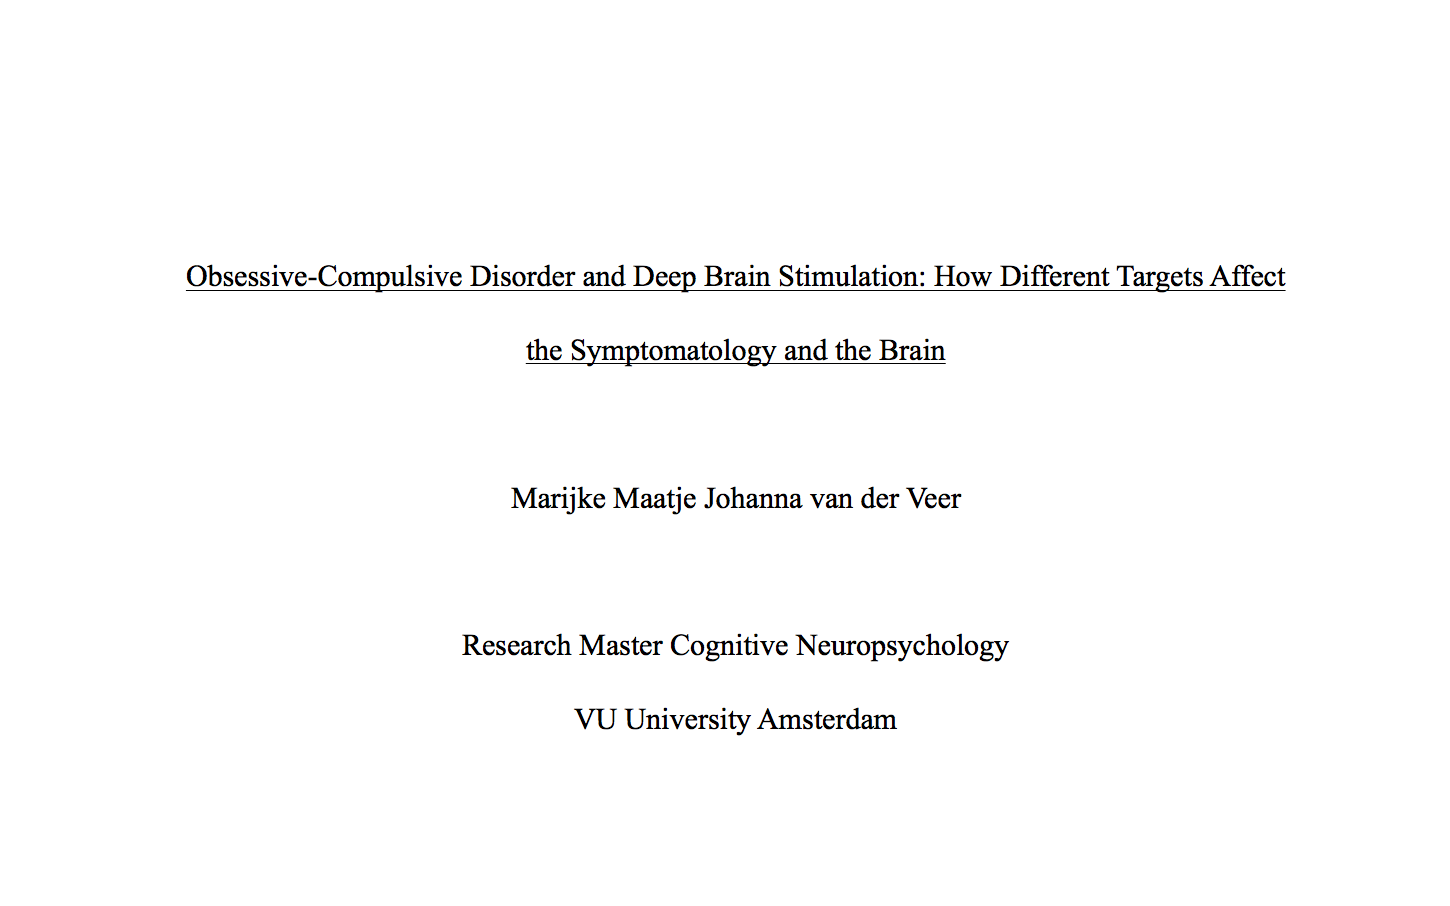 Obsessive-Compulsive Disorder and Deep Brain Stimulation: How Different Targets Affect
the Symptomatology and the Brain
Marijke Maatje Johanna van der Veer
Research Master Cognitive Neuropsychology
VU University Amsterdam